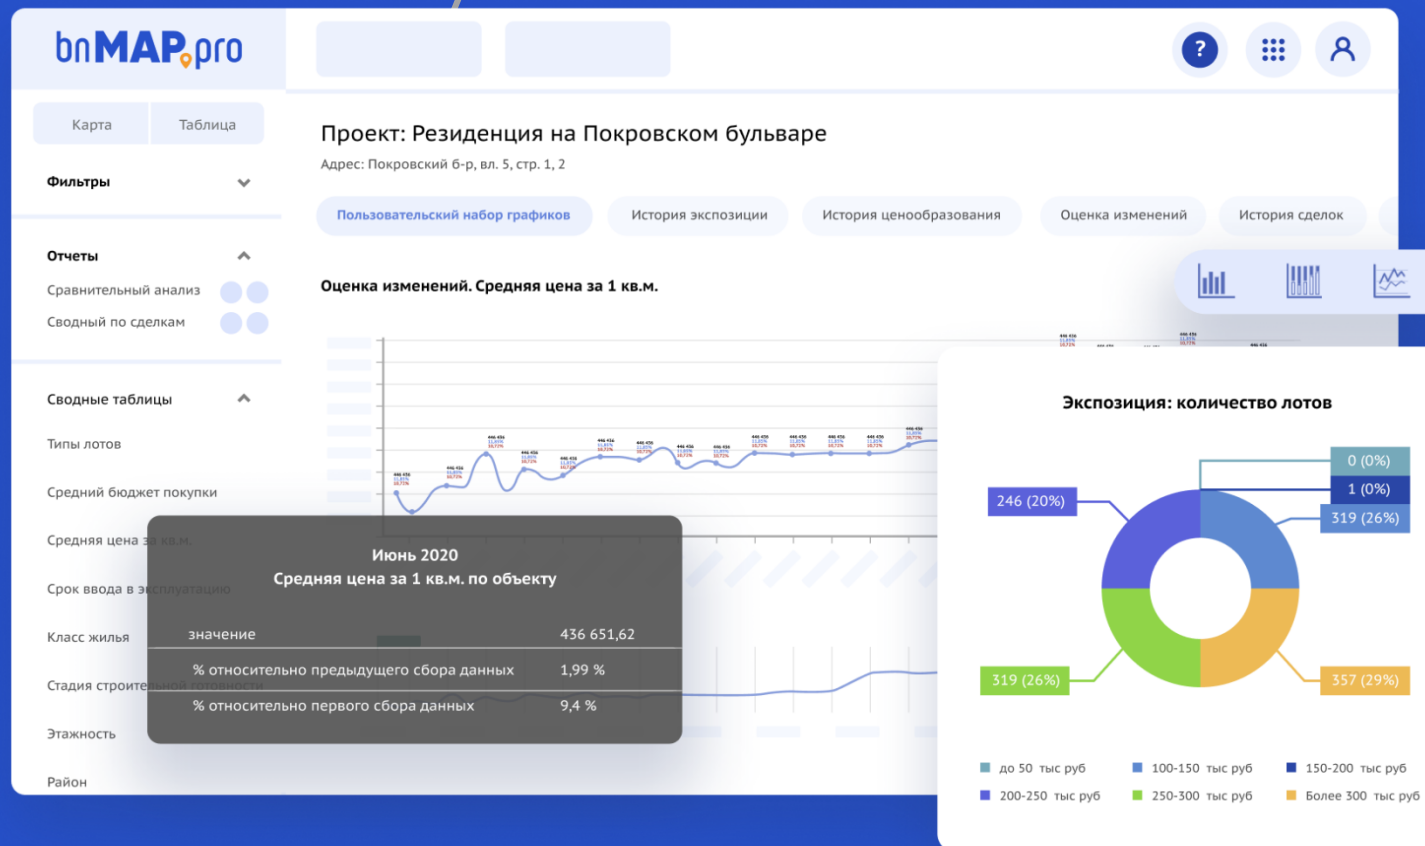 bnMAP.pro
?
Карта
Таблица
Фильтры
Отчеты
Сравнительный анализ
Сводный по сделкам
Сводные таблицы
Типы лотов
Средний бюджет покупки
Средняя цена за кв.м.
Срок ввода в эксплуатацию
Класс жилья
Стадия строительной готовности
Этажность
Район
Проект: Резиденция на Покровском бульваре
Адрес: Покровский б-р, вл. 5, стр. 1, 2
Пользовательский набор графиков
История экспозиции
История ценообразования
Оценка изменений
История сделок
Оценка изменений. Средняя цена за 1 кв.м.
Июнь 2020
Средняя цена за 1 кв.м. по объекту
значение 436 651,62
% относительно предыдущего сбора данных 1,99 %
% относительно первого сбора данных 9,4 %
Экспозиция: количество лотов
0 (0%)
1 (0%)
319 (26%)
246 (20%)
319 (26%)
357 (29%)
до 50 тыс руб
100-150 тыс руб
150-200 тыс руб
200-250 тыс руб
250-300 тыс руб
Более 300 тыс руб